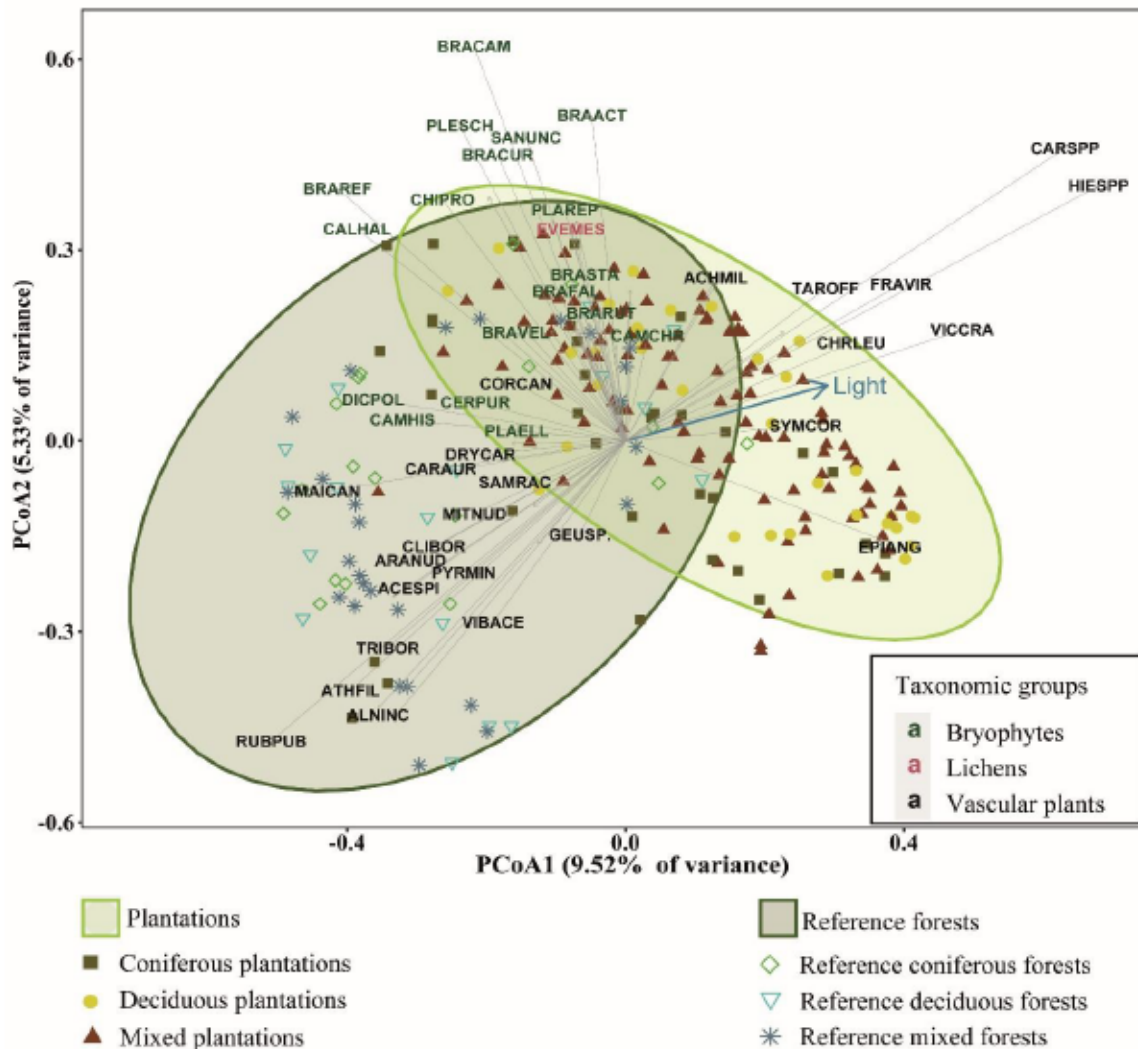 BRACAM
0.6
BRAACT
PLESCH
SANUNC
CARSPP
BRACUR
HIESPP
BRAREF
CHIPRO
PLAREP
CALHAL
EVEMES
0.3
BRASTA
ACHMIL
TAROFF
FRAVIR
BRAFAL
BRARUT
BRAVEL
CAMCHR
VICCRA
CHRLEU
CORCAN
Light
DICPOL
CERPUR
CAMHIS
SYMCOR
PLAELL
0.0
DRYCAR
CARAUR
SAMRAC
MAICAN
MITNUD
GEUSP.
CLIBOR
EPIANG
ARANUD
PYRMIN
ACESPI
VIBACE
-0.3
TRIBOR
ATHFIL
ALNINC
RUBPUB
-0.6
PCoA2 (5.33% of variance)
Taxonomic groups
a Bryophytes
a Lichens
a Vascular plants
-0.4 0.0 0.4
PCoA1 (9.52% of variance)
Plantations
Coniferous plantations
Deciduous plantations
Mixed plantations
Reference forests
Reference coniferous forests
Reference deciduous forests
Reference mixed forests